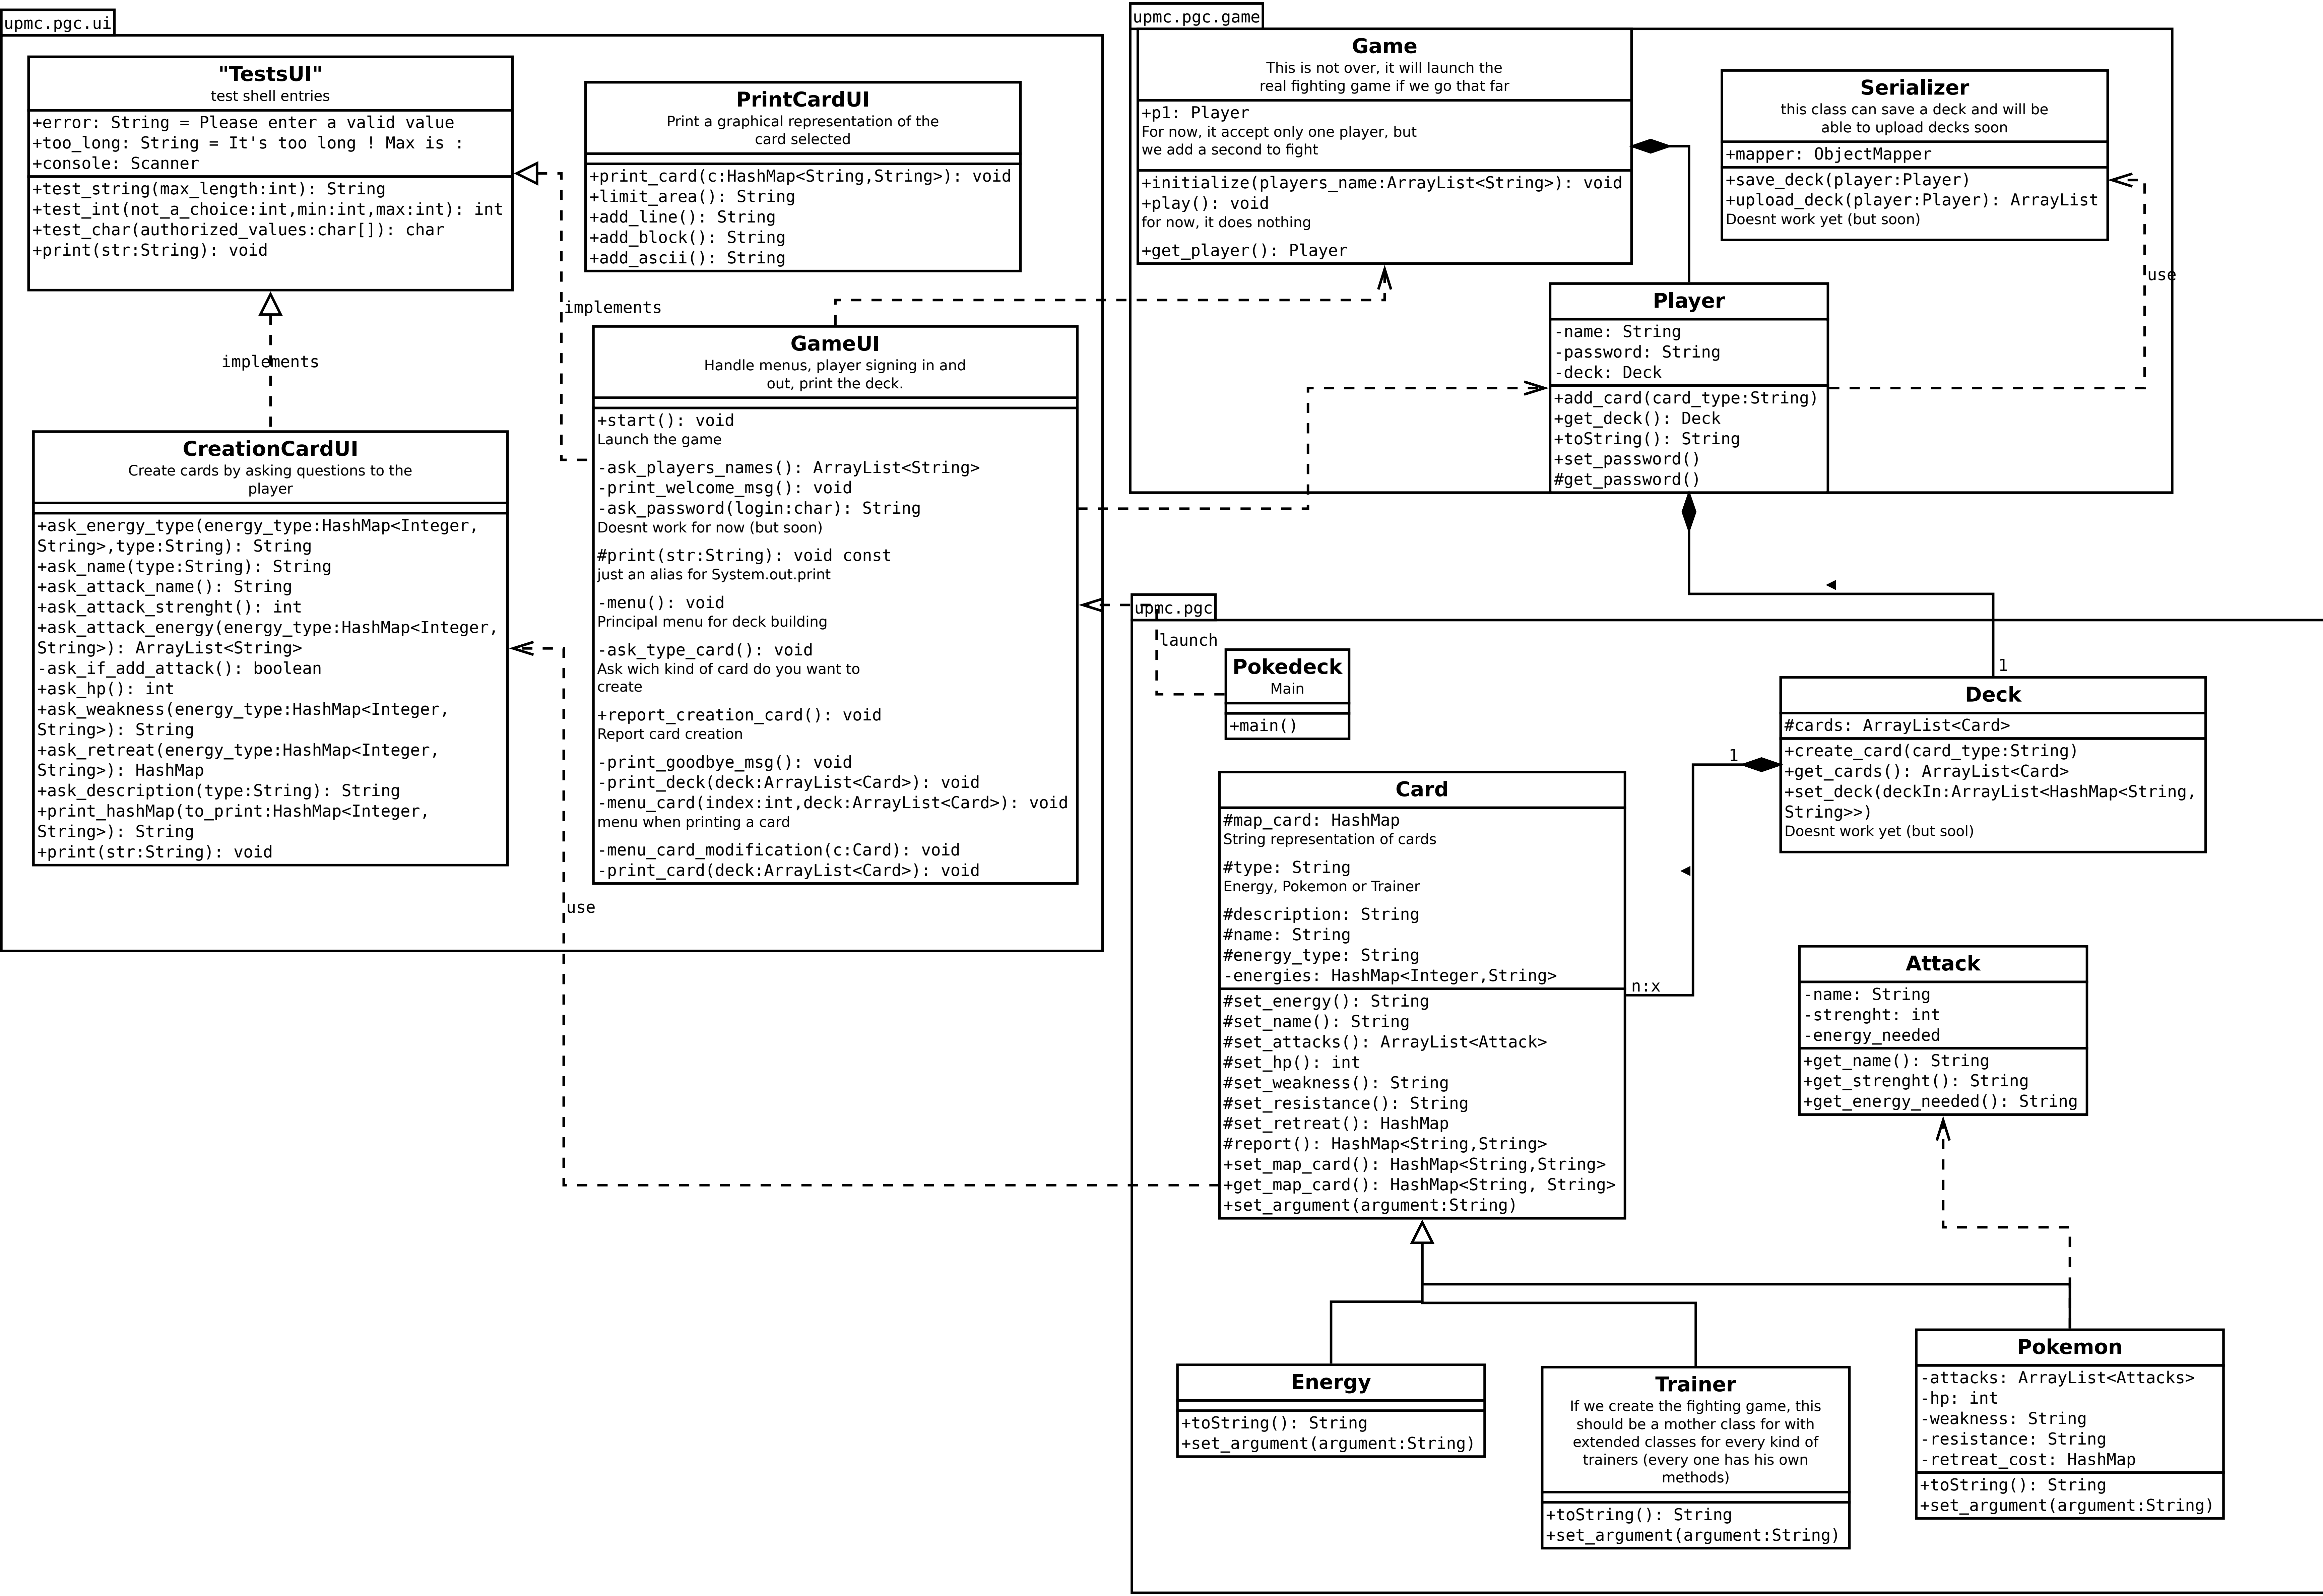 upmc.pgc.ui
"TestsUI"
test shell entries
+error: String = Please enter a valid value
+too_long: String = It's too long ! Max is :
+console: Scanner
+test_string(max_length:int): String
+test_int(not_a_choice:int,min:int,max:int): int
+test_char(authorized_values:char[]): char
+print(str:String): void
PrintCardUI
Print a graphical representation of the
card selected
+print_card(c:HashMap<String,String>): void
+limit_area(): String
+add_line(): String
+add_block(): String
+add_ascii(): String
implements
implements
CreationCardUI
Create cards by asking questions to the
player
+ask_energy_type(energy_type:HashMap<Integer,
String>,type:String): String
+ask_name(type:String): String
+ask_attack_name(): String
+ask_attack_strenght(): int
+ask_attack_energy(energy_type:HashMap<Integer,
String>): ArrayList<String>
-ask_if_add_attack(): boolean
+ask_hp(): int
+ask_weakness(energy_type:HashMap<Integer,
String>): String
+ask_retreat(energy_type:HashMap<Integer,
String>): HashMap
+ask_description(type:String): String
+print_hashMap(to_print:HashMap<Integer,
String>): String
+print(str:String): void
GameUI
Handle menus, player signing in and
out, print the deck.
+start(): void
Launch the game
-ask_players_names(): ArrayList<String>
-print_welcome_msg(): void
-ask_password(login:char): String
Doesnt work for now (but soon)
#print(str:String): void const
just an alias for System.out.print
-menu(): void
Principal menu for deck building
-ask_type_card(): void
Ask wich kind of card do you want to
create
+report_creation_card(): void
Report card creation
-print_goodbye_msg(): void
-print_deck(deck:ArrayList<Card>): void
-menu_card(index:int,deck:ArrayList<Card>): void
menu when printing a card
-menu_card_modification(c:Card): void
-print_card(deck:ArrayList<Card>): void
use
upmc.pgc.game
Game
This is not over, it will launch the
real fighting game if we go that far
+p1: Player
For now, it accept only one player, but
we add a second to fight
+initialize(players_name:ArrayList<String>): void
+play(): void
for now, it does nothing
+get_player(): Player
Serializer
this class can save a deck and will be
able to upload decks soon
+mapper: ObjectMapper
+save_deck(player:Player)
+upload_deck(player:Player): ArrayList
Doesnt work yet (but soon)
use
Player
-name: String
-password: String
-deck: Deck
+add_card(card_type:String)
+get_deck(): Deck
+toString(): String
+set_password()
#get_password()
upmc.pgc
launch
Pokedeck
Main
+main()
1
Deck
#cards: ArrayList<Card>
+create_card(card_type:String)
+get_cards(): ArrayList<Card>
+set_deck(deckIn:ArrayList<HashMap<String,
String>>)
Doesnt work yet (but sool)
1
n:x
Card
#map_card: HashMap
String representation of cards
#type: String
Energy, Pokemon or Trainer
#description: String
#name: String
#energy_type: String
-energies: HashMap<Integer,String>
#set_energy(): String
#set_name(): String
#set_attacks(): ArrayList<Attack>
#set_hp(): int
#set_weakness(): String
#set_resistance(): String
#set_retreat(): HashMap
#report(): HashMap<String,String>
+set_map_card(): HashMap<String,String>
+get_map_card(): HashMap<String, String>
+set_argument(argument:String)
Attack
-name: String
-strenght: int
-energy_needed
+get_name(): String
+get_strenght(): String
+get_energy_needed(): String
Energy
+toString(): String
+set_argument(argument:String)
Trainer
If we create the fighting game, this
should be a mother class for with
extended classes for every kind of
trainers (every one has his own
methods)
+toString(): String
+set_argument(argument:String)
Pokemon
-attacks: ArrayList<Attacks>
-hp: int
-weakness: String
-resistance: String
-retreat_cost: HashMap
+toString(): String
+set_argument(argument:String)